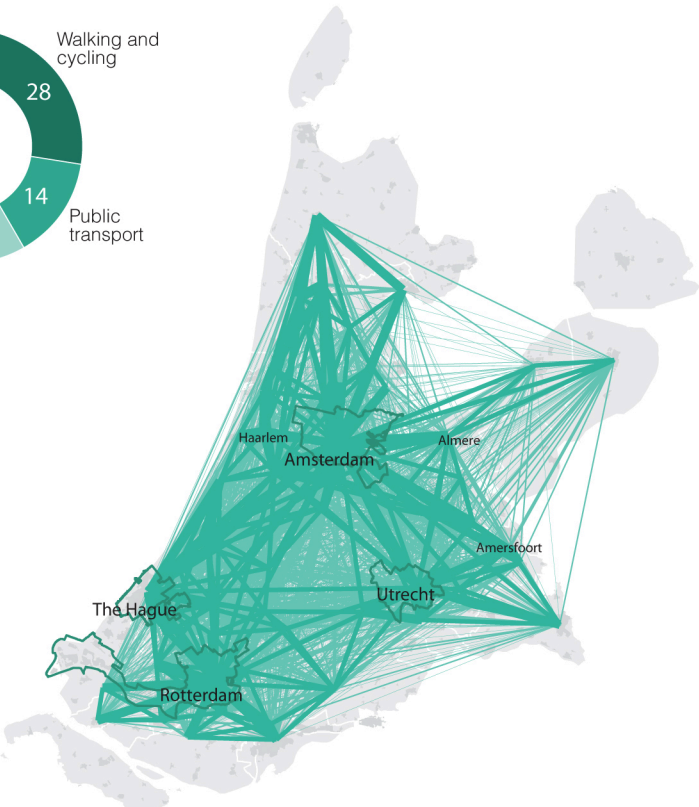 Walking and
cycling
28
14
Public
transport
Haarlem
Almere
Amsterdam
Amersfoort
Utrecht
The Hague
Rotterdam